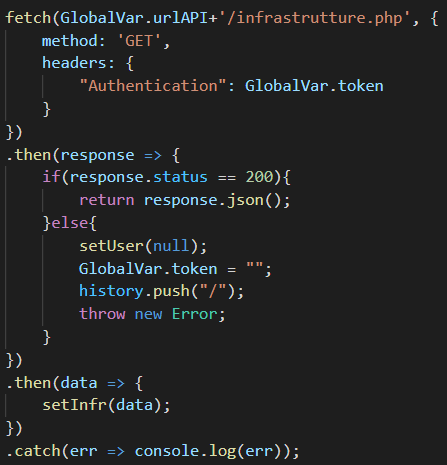 fetch(GlobalVar.urlAPI+'/infrastrutture.php', {
    method: 'GET',
    headers: {
        "Authentication": GlobalVar.token
    }
})
.then(response => {
    if(response.status == 200){
        return response.json();
    }else{
        setUser(null);
        GlobalVar.token = "";
        history.push("/");
        throw new Error;
    }
})
.then(data => {
    setInfr(data);
})
.catch(err => console.log(err));